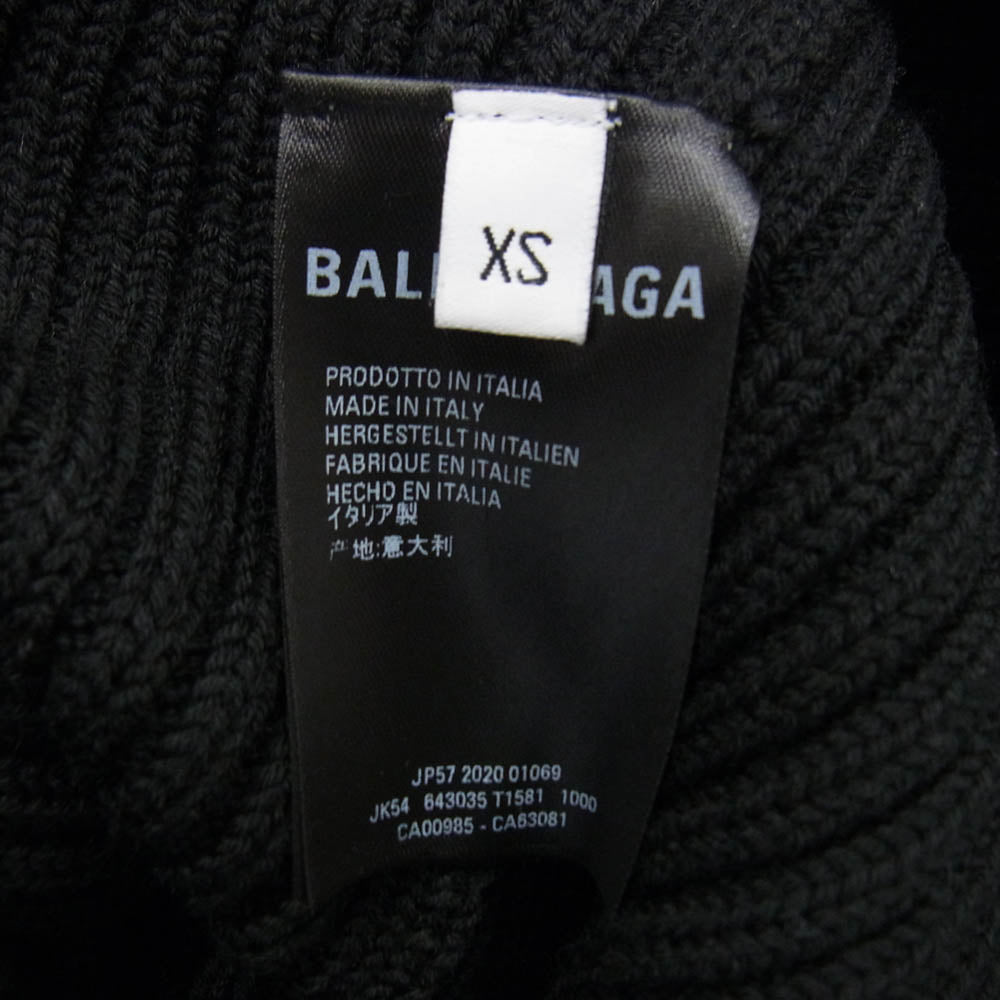 XS
BAL AGA
PRODOTTO IN ITALIA
MADE IN ITALY
HERGESTELLT IN ITALIEN
FABRIQUE EN ITALIE
HECHO EN ITALIA
イタリア製
产地:意大利
JP57 2020 01069
JK54 643035 T1581 1000
CA00985 - CA63081